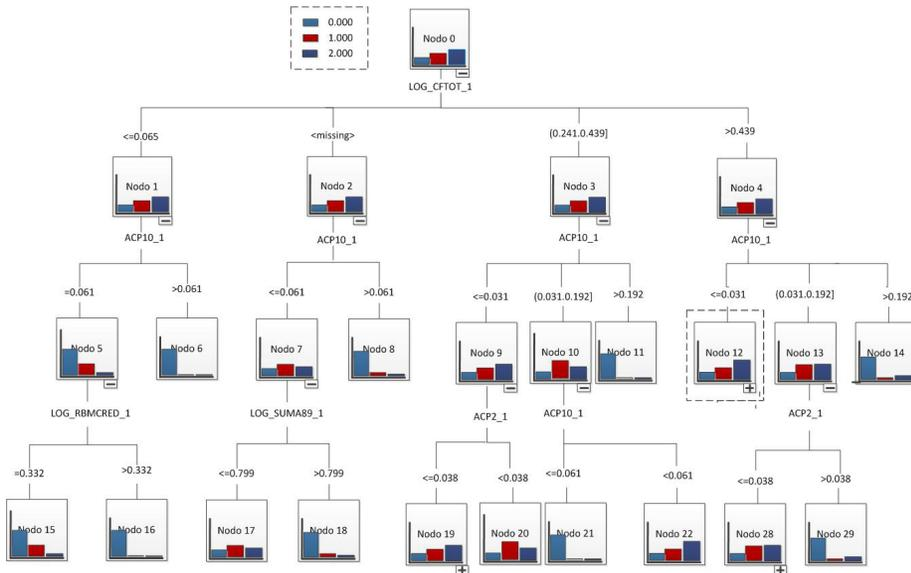 0.000
1.000
2.000
Nodo 0
LOG_CFTOT_1
<=0.065
<missing>
(0.241.0.439]
>0.439
Nodo 1
Nodo 2
Nodo 3
Nodo 4
ACP10_1
ACP10_1
ACP10_1
ACP10_1
=0.061
>0.061
<=0.061
>0.061
<=0.031
(0.031.0.192]
>0.192
<=0.031
(0.031.0.192]
>0.192
Nodo 5
Nodo 6
Nodo 7
Nodo 8
Nodo 9
Nodo 10
Nodo 11
Nodo 12
Nodo 13
Nodo 14
LOG_RBMCRED_1
LOG_SUMA89_1
ACP2_1
ACP10_1
ACP2_1
=0.332
>0.332
<=0.799
>0.799
<=0.038
<0.038
<=0.061
<0.061
<=0.038
>0.038
Nodo 15
Nodo 16
Nodo 17
Nodo 18
Nodo 19
Nodo 20
Nodo 21
Nodo 22
Nodo 28
Nodo 29